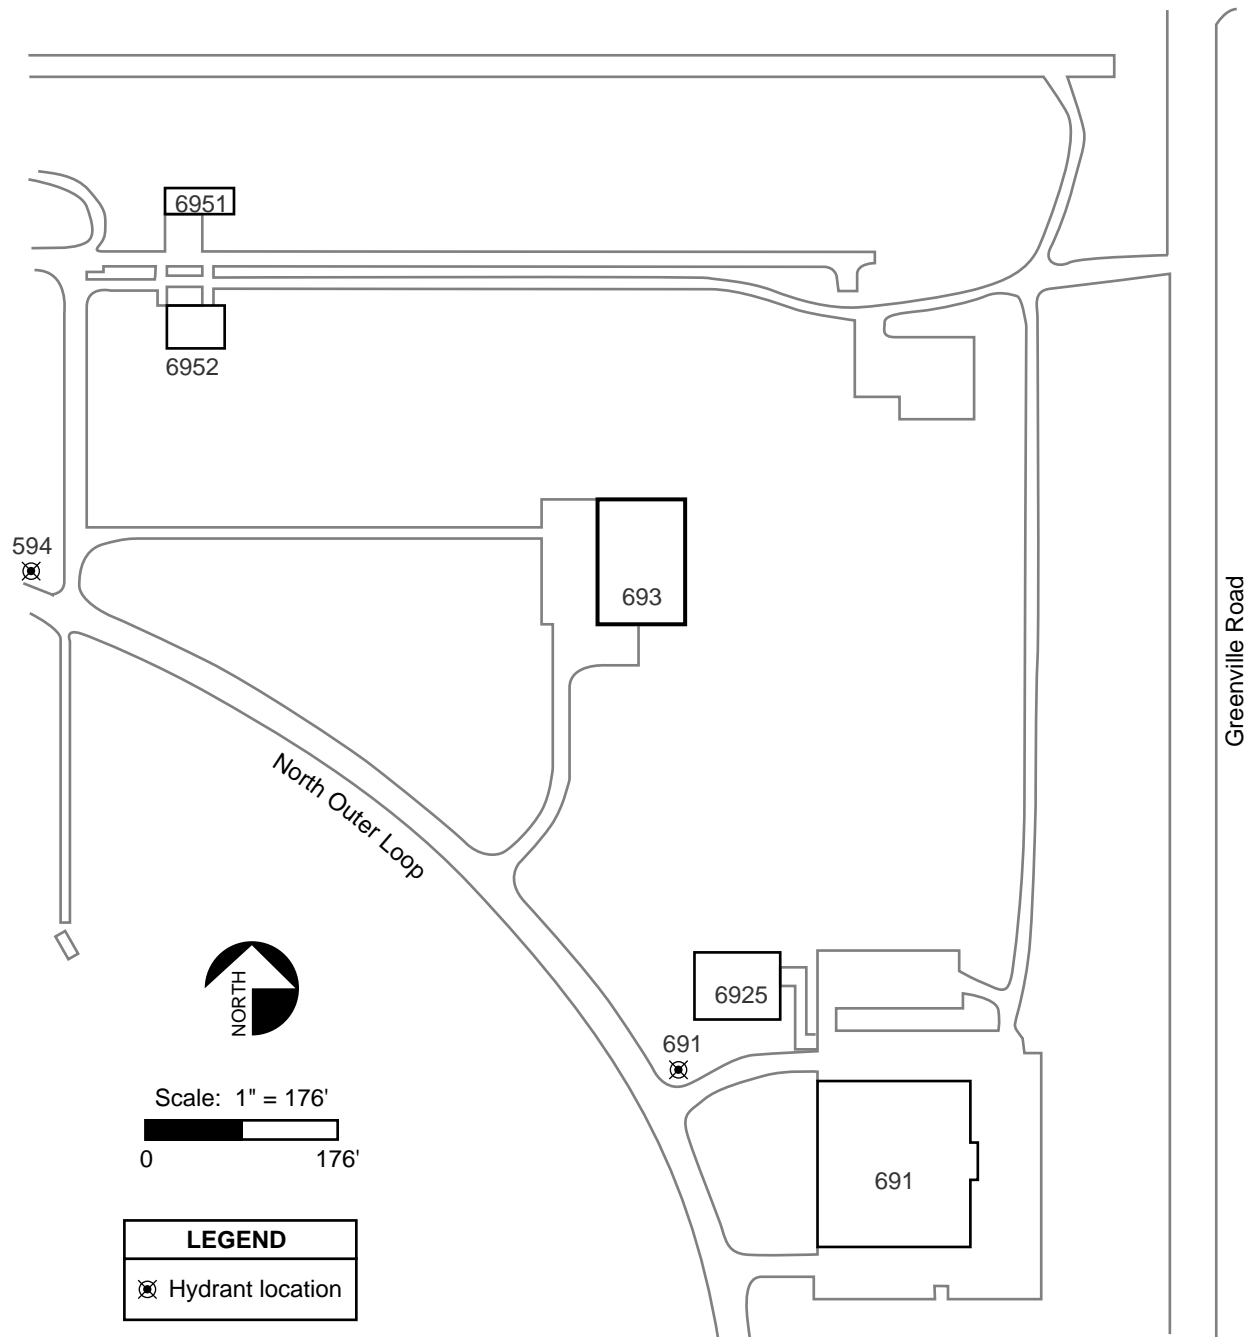 6951
6952
594
693
Greenville Road
North Outer Loop
6925
NORTH
691
Scale: 1" = 176'
0 176'
691
LEGEND
Hydrant location